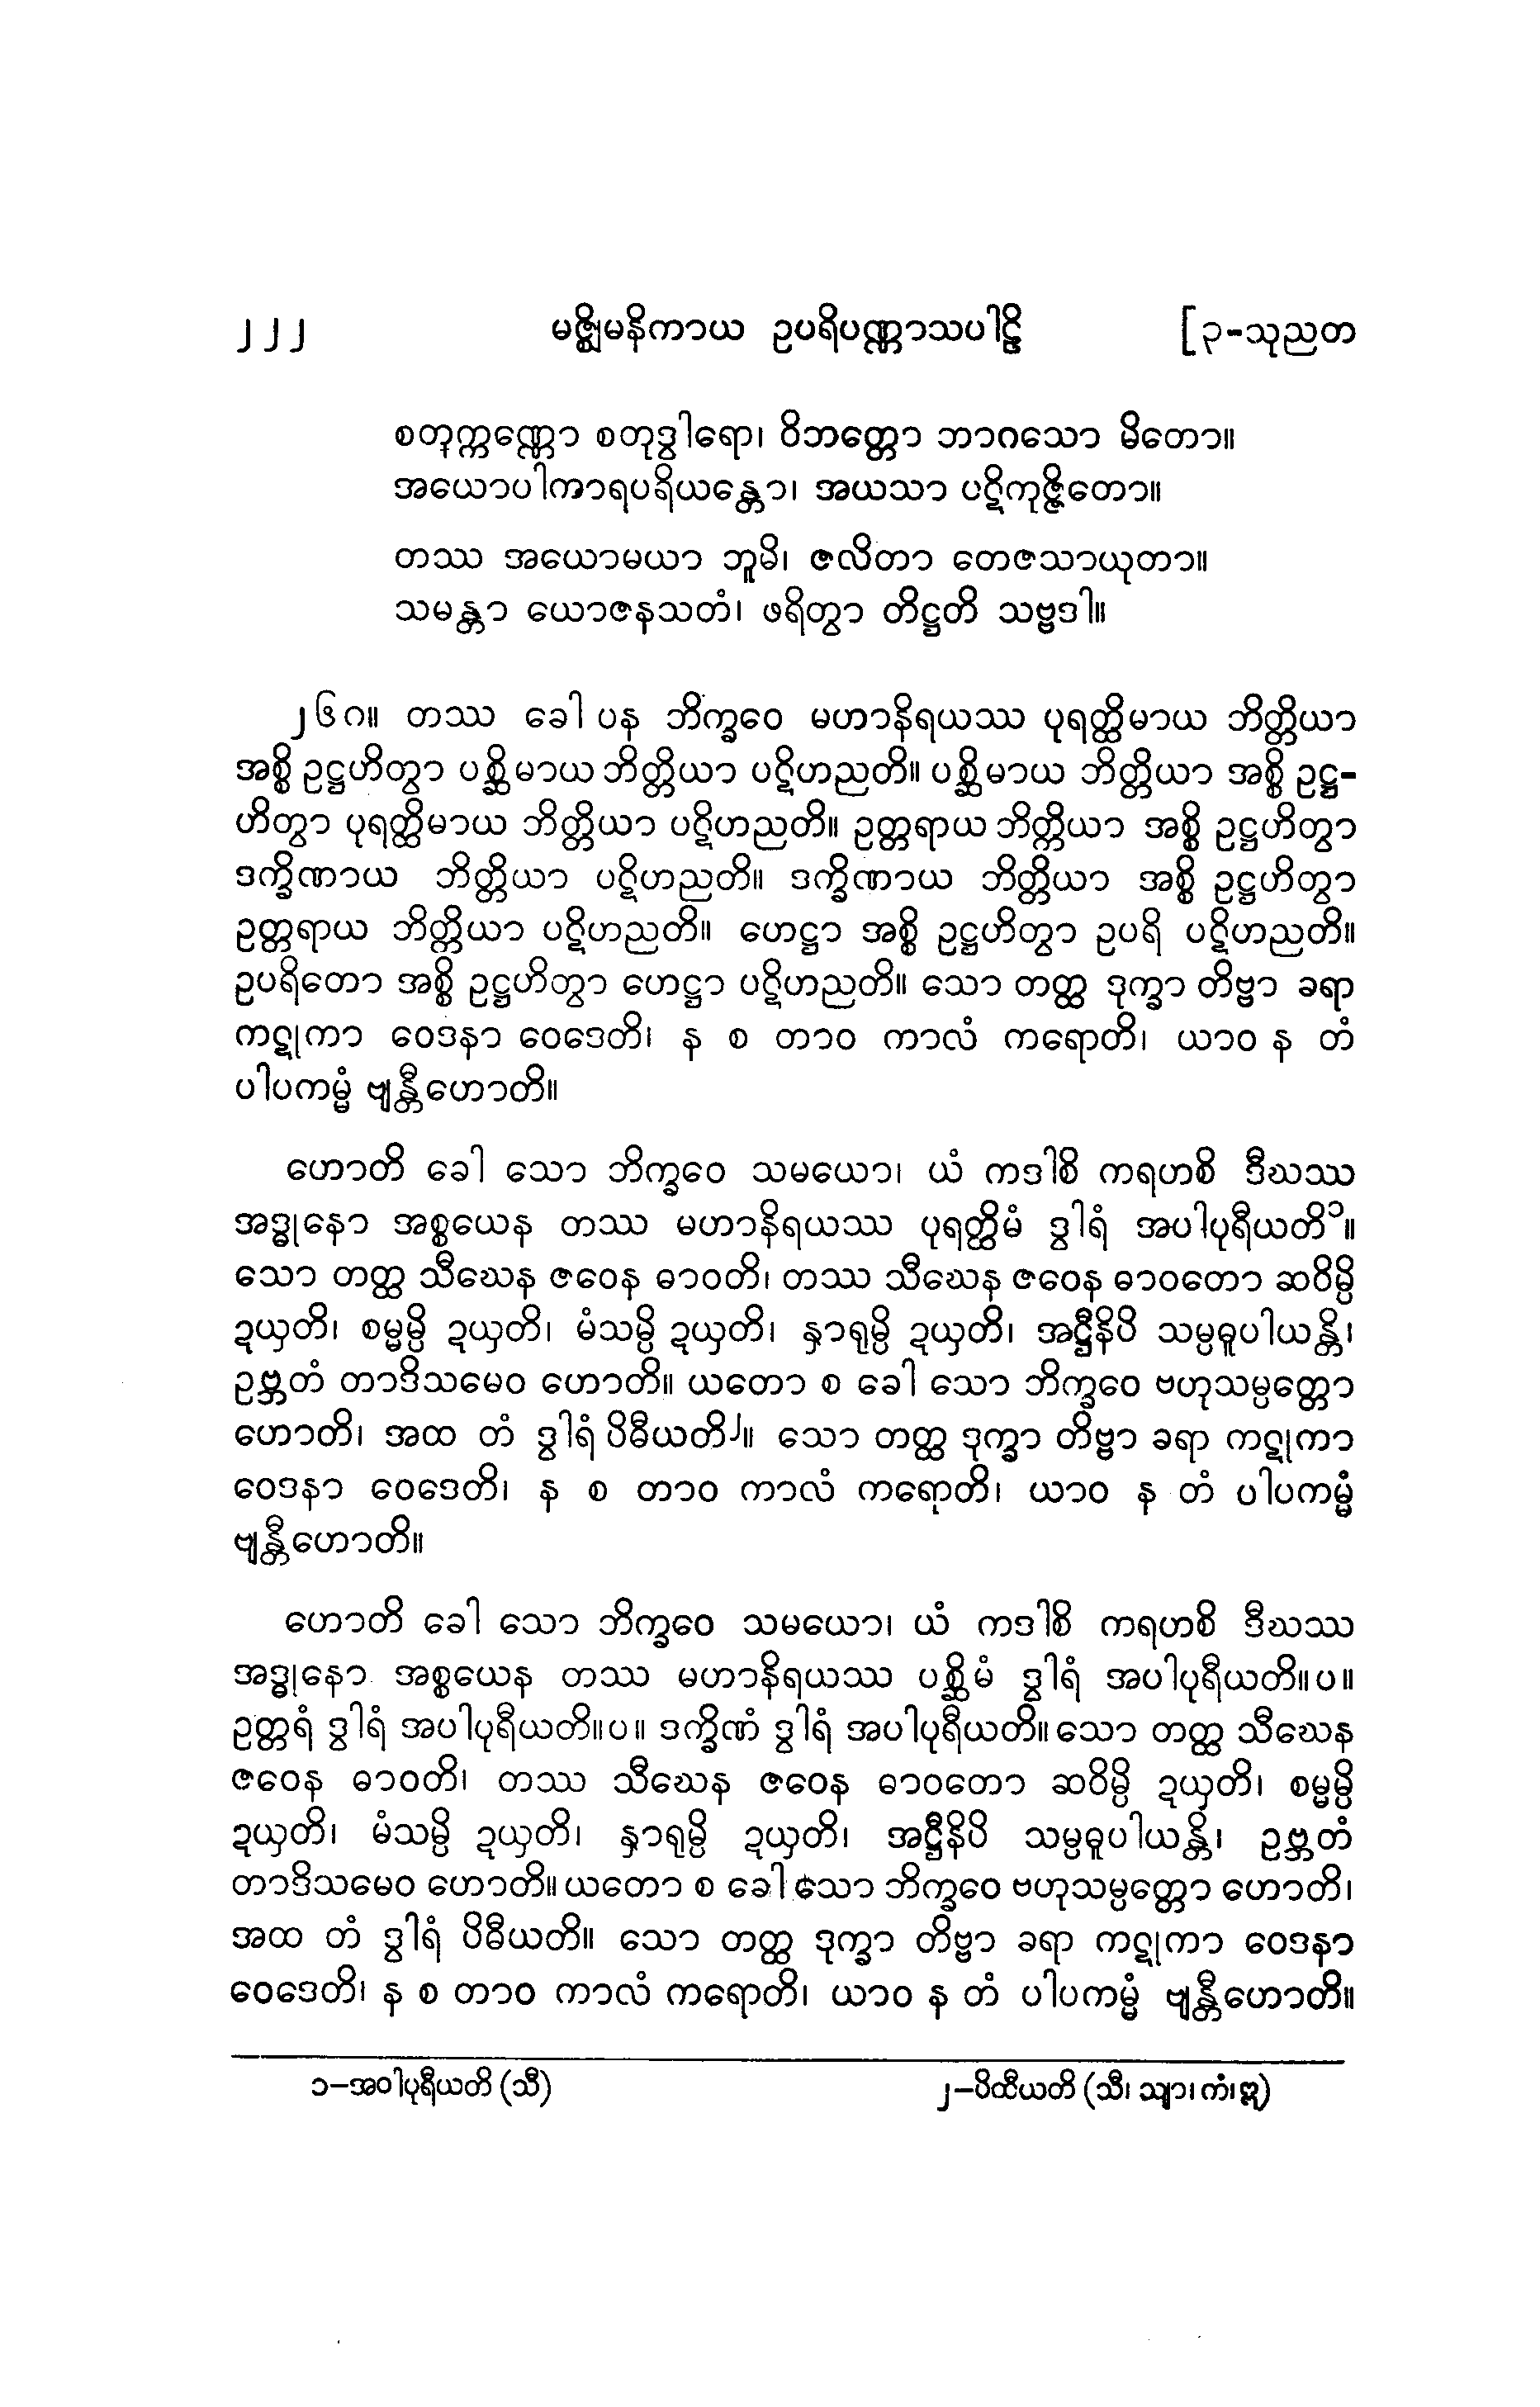 ၂၂၂ မဇ္ဈိမနိကာယ ဥပရိပဏ္ဏာသပါဠိ [၃-သုညတ
စတုက္ကဏ္ဏော စတုဒွါရော၊ ဝိဘတ္တော ဘာဂသော မိတော။
အယောပါကာရပရိယန္တော၊ အယသာ ပဋိကုဇ္ဇိတော။
တဿ အယောမယာ ဘူမိ၊ ဇလိတာ တေဇသာယုတာ။
သမန္တာ ယောဇနသတံ၊ ဖရိတွာ တိဋ္ဌတိ သဗ္ဗဒါ။
၂၆၈။ တဿ ခေါ ပန ဘိက္ခဝေ မဟာနိရယဿ ပုရတ္ထိမာယ ဘိတ္တိယာ
အစ္စိ ဥဋ္ဌဟိတွာ ပစ္ဆိမာယ ဘိတ္တိယာ ပဋိဟညတိ။ ပစ္ဆိမာယ ဘိတ္တိယာ အစ္စိ ဥဋ္ဌ-
ဟိတွာ ပုရတ္ထိမာယ ဘိတ္တိယာ ပဋိဟညတိ။ ဥတ္တရာယ ဘိတ္တိယာ အစ္စိ ဥဋ္ဌဟိတွာ
ဒက္ခိဏာယ ဘိတ္တိယာ ပဋိဟညတိ။ ဒက္ခိဏာယ ဘိတ္တိယာ အစ္စိ ဥဋ္ဌဟိတွာ
ဥတ္တရာယ ဘိတ္တိယာ ပဋိဟညတိ။ ဟေဋ္ဌာ အစ္စိ ဥဋ္ဌဟိတွာ ဥပရိ ပဋိဟညတိ။
ဥပရိတော အစ္စိ ဥဋ္ဌဟိတွာ ဟေဋ္ဌာ ပဋိဟညတိ။ သော တတ္ထ ဒုက္ခာ တိဗ္ဗာ ခရာ
ကဋုကာ ဝေဒနာ ဝေဒေတိ၊ န စ တာဝ ကာလံ ကရောတိ၊ ယာဝ န တံ
ပါပကမ္မံ ဗျန္တီဟောတိ။
ဟောတိ ခေါ သော ဘိက္ခဝေ သမယော၊ ယံ ကဒါစိ ကရဟစိ ဒီဃဿ
အဒ္ဓုနော အစ္စယေန တဿ မဟာနိရယဿ ပုရတ္ထိမံ ဒွါရံ အပါပုရီယတိ၁။
သော တတ္ထ သီဃေန ဇဝေန ဓာဝတိ၊ တဿ သီဃေန ဇဝေန ဓာဝတော ဆဝိမ္ပိ
ဍယှတိ၊ စမ္မမ္ပိ ဍယှတိ၊ မံသမ္ပိ ဍယှတိ၊ နှာရုမ္ပိ ဍယှတိ၊ အဋ္ဌီနိပိ သမ္ပဓူပါယန္တိ၊
ဥဗ္ဘတံ တာဒိသမေဝ ဟောတိ။ ယတော စ ခေါ သော ဘိက္ခဝေ ဗဟုသမ္ပတ္တော
ဟောတိ၊ အထ တံ ဒွါရံ ပိဓီယတိ၂။ သော တတ္ထ ဒုက္ခာ တိဗ္ဗာ ခရာ ကဋုကာ
ဝေဒနာ ဝေဒေတိ၊ န စ တာဝ ကာလံ ကရောတိ၊ ယာဝ န တံ ပါပကမ္မံ
ဗျန္တီဟောတိ။
ဟောတိ ခေါ သော ဘိက္ခဝေ သမယော၊ ယံ ကဒါစိ ကရဟစိ ဒီဃဿ
အဒ္ဓုနော အစ္စယေန တဿ မဟာနိရယဿ ပစ္ဆိမံ ဒွါရံ အပါပုရီယတိ။ပ။
ဥတ္တရံ ဒွါရံ အပါပုရီယတိ။ပ။ ဒက္ခိဏံ ဒွါရံ အပါပုရီယတိ။ သော တတ္ထ သီဃေန
ဇဝေန ဓာဝတိ၊ တဿ သီဃေန ဇဝေန ဓာဝတော ဆဝိမ္ပိ ဍယှတိ၊ စမ္မမ္ပိ
ဍယှတိ၊ မံသမ္ပိ ဍယှတိ၊ နှာရုမ္ပိ ဍယှတိ၊ အဋ္ဌီနိပိ သမ္ပဓူပါယန္တိ၊ ဥဗ္ဘတံ
တာဒိသမေဝ ဟောတိ။ ယတော စ ခေါ သော ဘိက္ခဝေ ဗဟုသမ္ပတ္တော ဟောတိ၊
အထ တံ ဒွါရံ ပိဓီယတိ။ သော တတ္ထ ဒုက္ခာ တိဗ္ဗာ ခရာ ကဋုကာ ဝေဒနာ
ဝေဒေတိ၊ န စ တာဝ ကာလံ ကရောတိ၊ ယာဝ န တံ ပါပကမ္မံ ဗျန္တီဟောတိ။
၁-အဝါပုရီယတိ (သီ) ၂-ပိထီယတိ (သီ၊ သျာ၊ ကံ၊ ဣ)